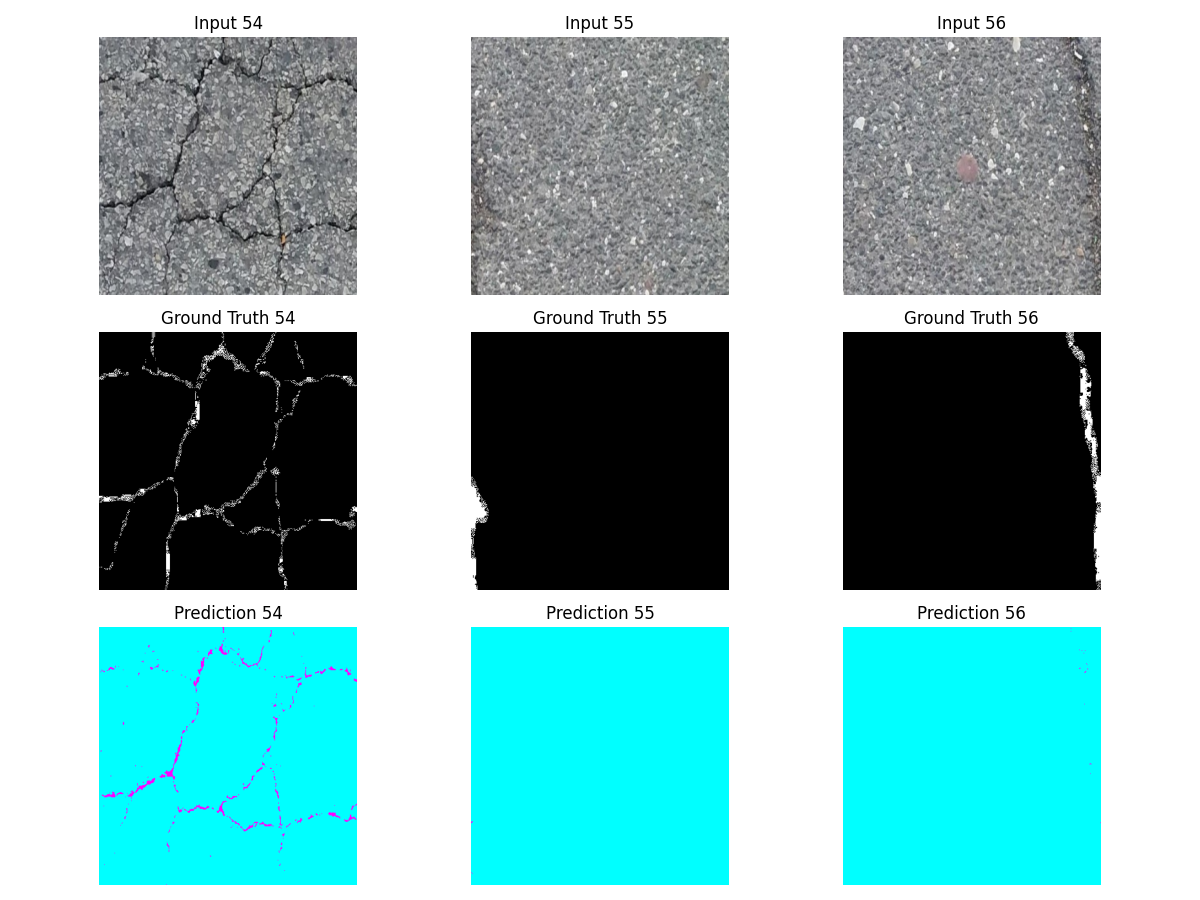 Input 54
Input 55
Input 56
Ground Truth 54
Ground Truth 55
Ground Truth 56
Prediction 54
Prediction 55
Prediction 56